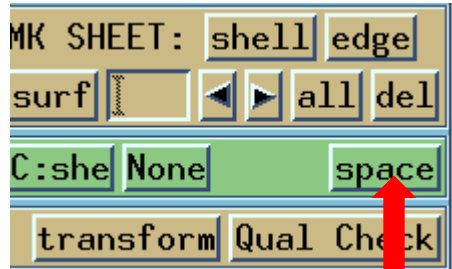 MK SHEET: shell edge
surf all del
C:she None space
transform Qual Check